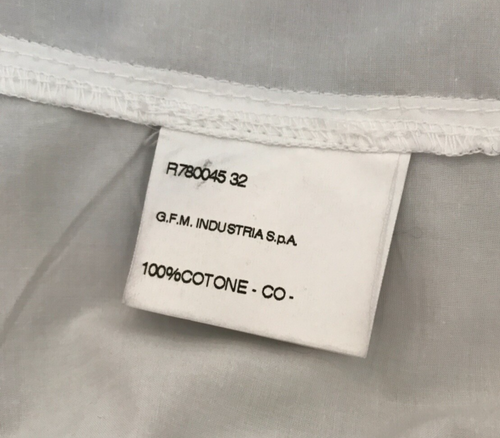 R780045 32
G.F.M. INDUSTRIA S.p.A.
100%COTONE - CO -